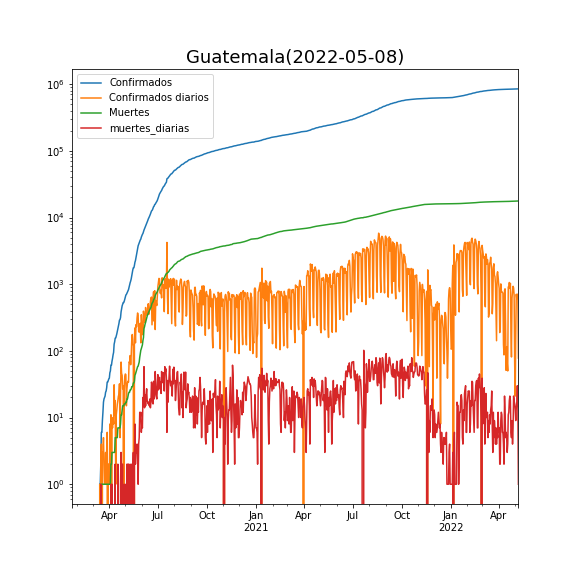 Guatemala(2022-05-08)
Confirmados
Confirmados diarios
Muertes
muertes_diarias
10^6
10^5
10^4
10^3
10^2
10^1
10^0
Apr Jul Oct Jan Apr Jul Oct Jan Apr
2021 2022